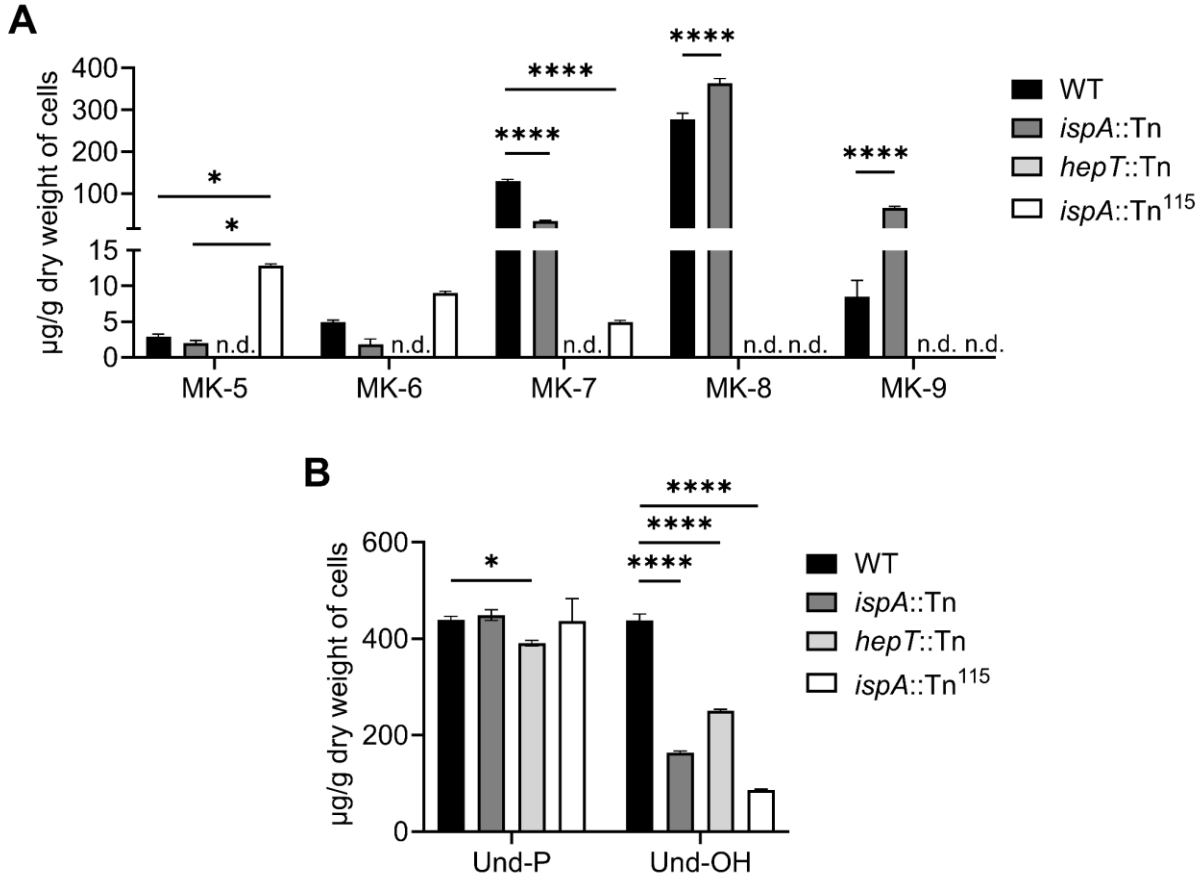 A
µg/g dry weight of cells
400
300
200
100
15
10
5
0
* * **** **** **** ****
n.d. n.d. n.d. n.d. n.d. n.d. n.d.
MK-5 MK-6 MK-7 MK-8 MK-9
WT
ispA::Tn
hepT::Tn
ispA::Tn¹¹⁵
B
µg/g dry weight of cells
600
400
200
0
* **** **** ****
Und-P Und-OH
WT
ispA::Tn
hepT::Tn
ispA::Tn¹¹⁵